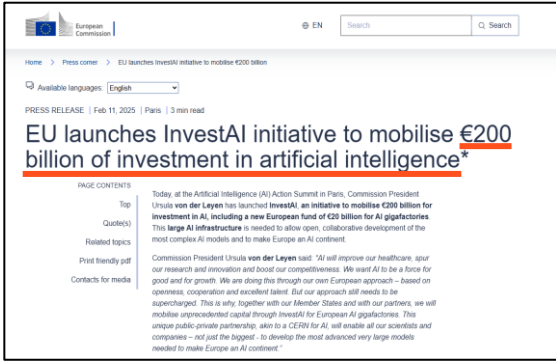 European
Commission
EN
Search
Search
Home > Press corner > EU launches InvestAI initiative to mobilise €200 billion
Available languages: English
PRESS RELEASE | Feb 11, 2025 | Paris | 3 min read
EU launches InvestAI initiative to mobilise €200
billion of investment in artificial intelligence*
PAGE CONTENTS
Top
Quote(s)
Related topics
Print friendly pdf
Contacts for media
Today, at the Artificial Intelligence (AI) Action Summit in Paris, Commission President
Ursula von der Leyen has launched InvestAI, an initiative to mobilise €200 billion for
investment in AI, including a new European fund of €20 billion for AI gigafactories.
This large AI infrastructure is needed to allow open, collaborative development of the
most complex AI models and to make Europe an AI continent.
Commission President Ursula von der Leyen said: "AI will improve our healthcare, spur
our research and innovation and boost our competitiveness. We want AI to be a force for
good and for growth. We are doing this through our own European approach – based on
openness, cooperation and excellent talent. But our approach still needs to be
supercharged. This is why, together with our Member States and with our partners, we will
mobilise unprecedented capital through InvestAI for European AI gigafactories. This
unique public-private partnership, akin to a CERN for AI, will enable all our scientists and
companies – not just the biggest - to develop the most advanced very large models
needed to make Europe an AI continent."